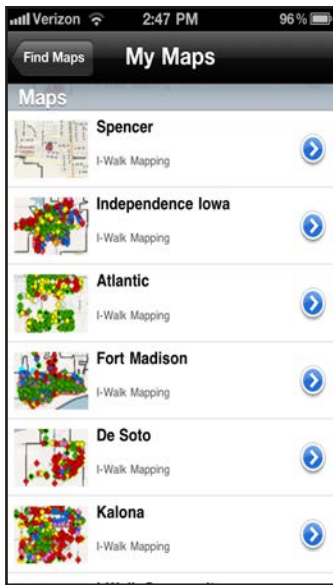 Verizon 2:47 PM 96%
Find Maps My Maps
Maps
Spencer
I-Walk Mapping
Independence Iowa
I-Walk Mapping
Atlantic
I-Walk Mapping
Fort Madison
I-Walk Mapping
De Soto
I-Walk Mapping
Kalona
I-Walk Mapping